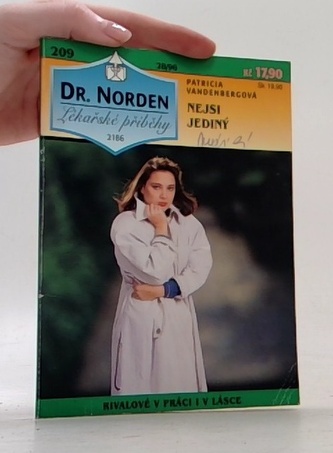 209
28/96
Kč 17,90
Sk 19,90
DR. NORDEN
Lékařské příběhy
2186
PATRICIA
VANDENBERGOVÁ
NEJSI
JEDINÝ
RIVALOVÉ V PRÁCI I V LÁSCE